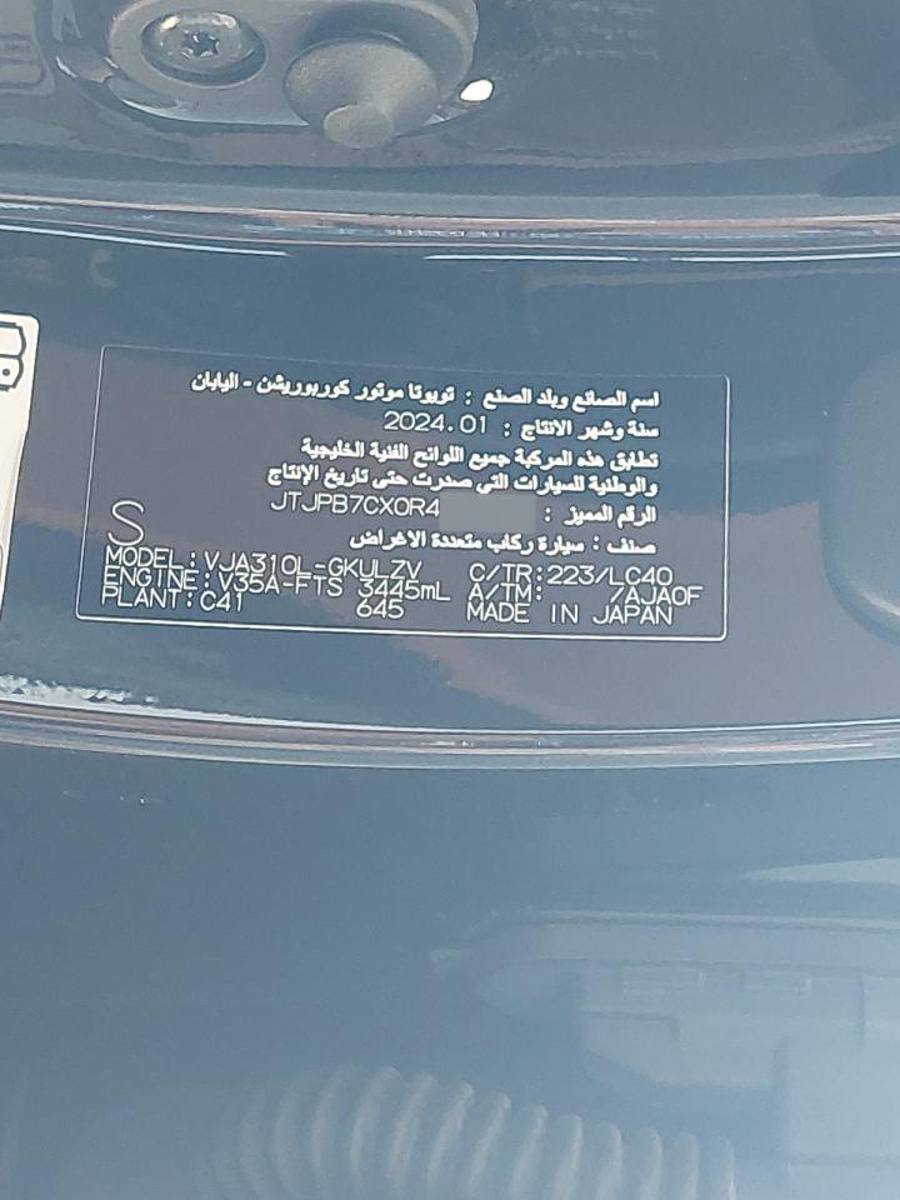 اسم الصانع وبلد الصنع : تويوتا موتور كوربوريشن - اليابان
سنة وشهر الانتاج : 2024.01
تطابق هذه المركبة جميع اللوائح الفنية الخليجية
والوطنية للسيارات التي صدرت حتى تاريخ الإنتاج
الرقم المميز : JTJPB7CX0R4
صنف : سيارة ركاب متعددة الاغراض
S
MODEL:VJA310L-GKULZV C/TR:223/LC40
ENGINE:V35A-FTS 3445mL A/TM: /AJA0F
PLANT:C41 645 MADE IN JAPAN